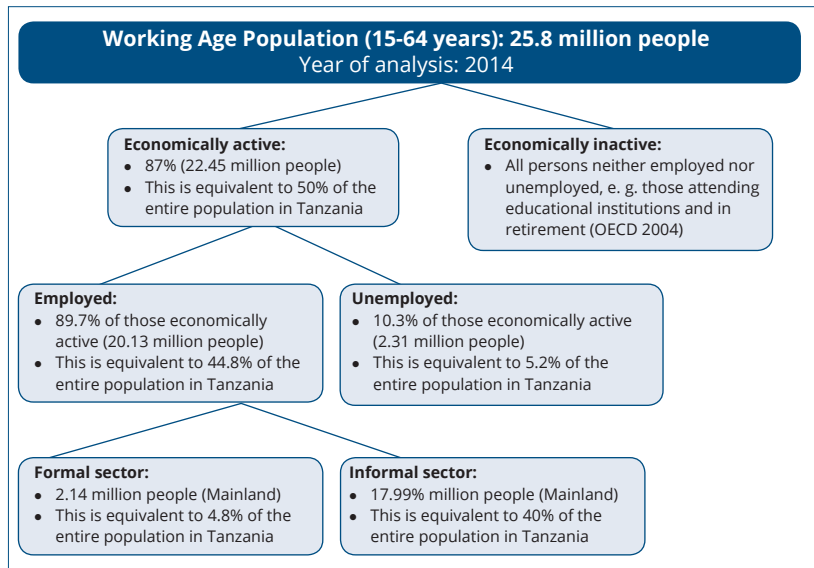 Working Age Population (15-64 years): 25.8 million people
Year of analysis: 2014
Economically active:
• 87% (22.45 million people)
• This is equivalent to 50% of the
entire population in Tanzania
Economically inactive:
• All persons neither employed nor
unemployed, e. g. those attending
educational institutions and in
retirement (OECD 2004)
Employed:
• 89.7% of those economically
active (20.13 million people)
• This is equivalent to 44.8% of the
entire population in Tanzania
Unemployed:
• 10.3% of those economically active
(2.31 million people)
• This is equivalent to 5.2% of the
entire population in Tanzania
Formal sector:
• 2.14 million people (Mainland)
• This is equivalent to 4.8% of the
entire population in Tanzania
Informal sector:
• 17.99% million people (Mainland)
• This is equivalent to 40% of the
entire population in Tanzania